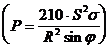 (P = 210 · S²σ / R² sin φ)